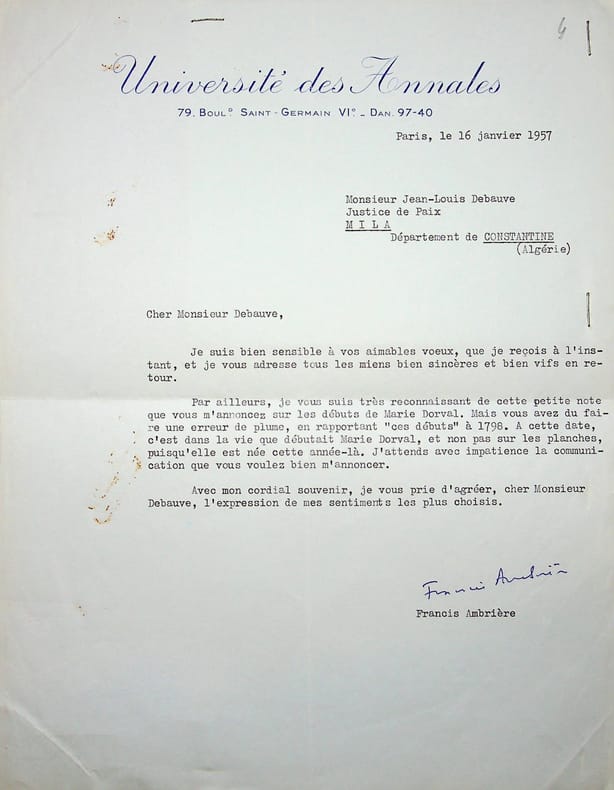 4
Université des Annales
79. Boulᴰ Saint-Germain VIᵉ _ Dan. 97-40
Paris, le 16 janvier 1957
Monsieur Jean-Louis Debauve
Justice de Paix
M I L A
Département de CONSTANTINE
(Algérie)
Cher Monsieur Debauve,
Je suis bien sensible à vos aimables voeux, que je reçois à l'ins-
tant, et je vous adresse tous les miens bien sincères et bien vifs en re-
tour.
Par ailleurs, je vous suis très reconnaissant de cette petite note
que vous m'annoncez sur les débuts de Marie Dorval. Mais vous avez du fai-
re une erreur de plume, en rapportant "ces débuts" à 1798. A cette date,
c'est dans la vie que débutait Marie Dorval, et non pas sur les planches,
puisqu'elle est née cette année-là. J'attends avec impatience la communi-
cation que vous voulez bien m'annoncer.
Avec mon cordial souvenir, je vous prie d'agréer, cher Monsieur
Debauve, l'expression de mes sentiments les plus choisis.
Francis Ambrière
Francis Ambrière